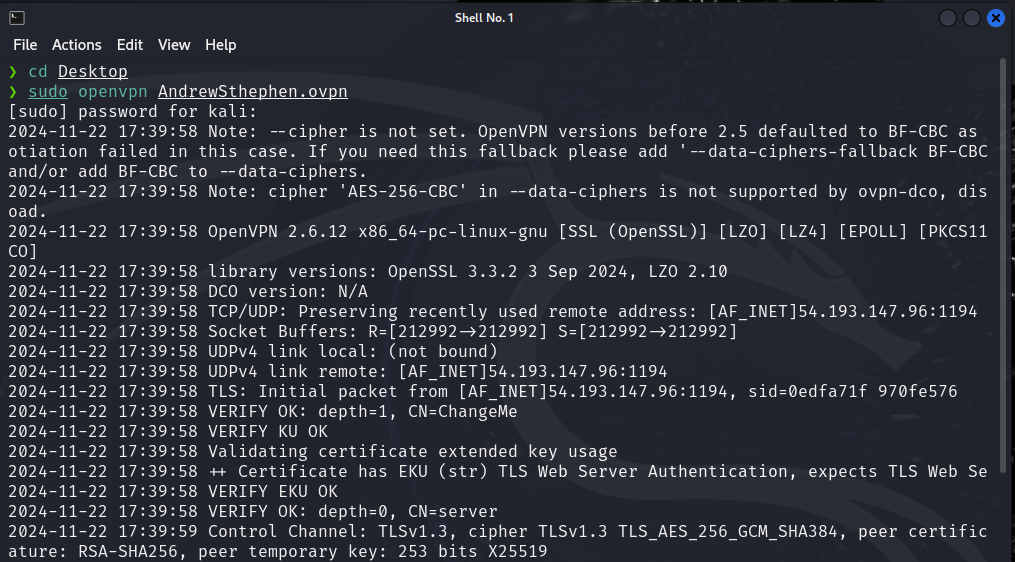 Shell No. 1
File Actions Edit View Help
❯ cd Desktop
❯ sudo openvpn AndrewSthephen.ovpn
[sudo] password for kali:
2024-11-22 17:39:58 Note: --cipher is not set. OpenVPN versions before 2.5 defaulted to BF-CBC as
otiation failed in this case. If you need this fallback please add '--data-ciphers-fallback BF-CBC
and/or add BF-CBC to --data-ciphers.
2024-11-22 17:39:58 Note: cipher 'AES-256-CBC' in --data-ciphers is not supported by ovpn-dco, dis
oad.
2024-11-22 17:39:58 OpenVPN 2.6.12 x86_64-pc-linux-gnu [SSL (OpenSSL)] [LZO] [LZ4] [EPOLL] [PKCS11
CO]
2024-11-22 17:39:58 library versions: OpenSSL 3.3.2 3 Sep 2024, LZO 2.10
2024-11-22 17:39:58 DCO version: N/A
2024-11-22 17:39:58 TCP/UDP: Preserving recently used remote address: [AF_INET]54.193.147.96:1194
2024-11-22 17:39:58 Socket Buffers: R=[212992->212992] S=[212992->212992]
2024-11-22 17:39:58 UDPv4 link local: (not bound)
2024-11-22 17:39:58 UDPv4 link remote: [AF_INET]54.193.147.96:1194
2024-11-22 17:39:58 TLS: Initial packet from [AF_INET]54.193.147.96:1194, sid=0edfa71f 970fe576
2024-11-22 17:39:58 VERIFY OK: depth=1, CN=ChangeMe
2024-11-22 17:39:58 VERIFY KU OK
2024-11-22 17:39:58 Validating certificate extended key usage
2024-11-22 17:39:58 ++ Certificate has EKU (str) TLS Web Server Authentication, expects TLS Web Se
2024-11-22 17:39:58 VERIFY EKU OK
2024-11-22 17:39:58 VERIFY OK: depth=0, CN=server
2024-11-22 17:39:59 Control Channel: TLSv1.3, cipher TLSv1.3 TLS_AES_256_GCM_SHA384, peer certific
ature: RSA-SHA256, peer temporary key: 253 bits X25519